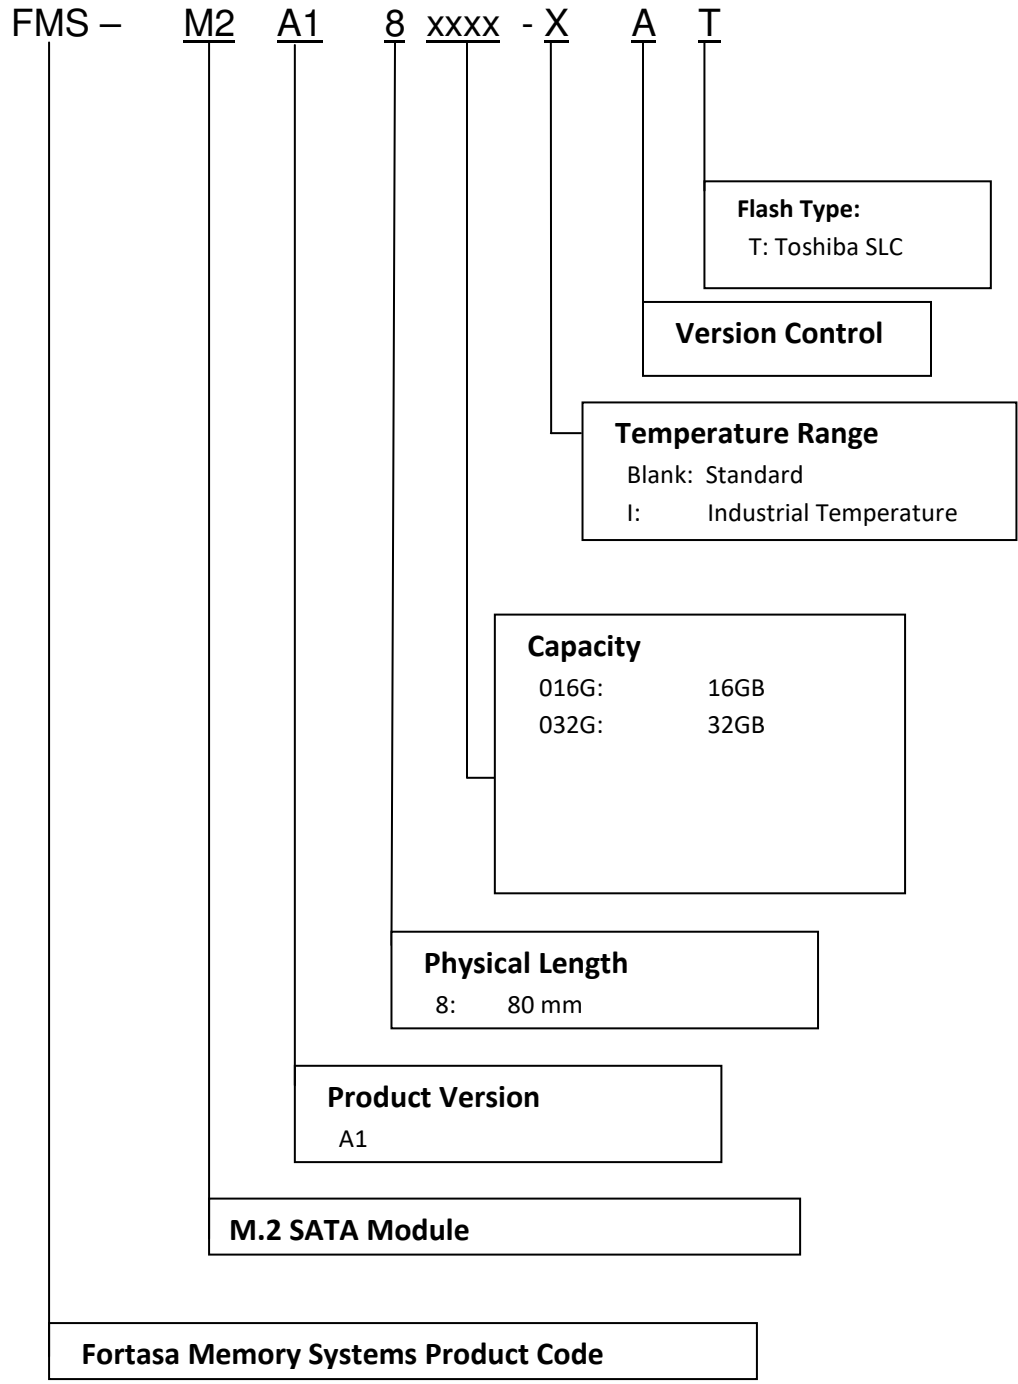 FMS – M2 A1 8 xxxx - X A T
Flash Type:
T: Toshiba SLC
Version Control
Temperature Range
Blank: Standard
I: Industrial Temperature
Capacity
016G: 16GB
032G: 32GB
Physical Length
8: 80 mm
Product Version
A1
M.2 SATA Module
Fortasa Memory Systems Product Code